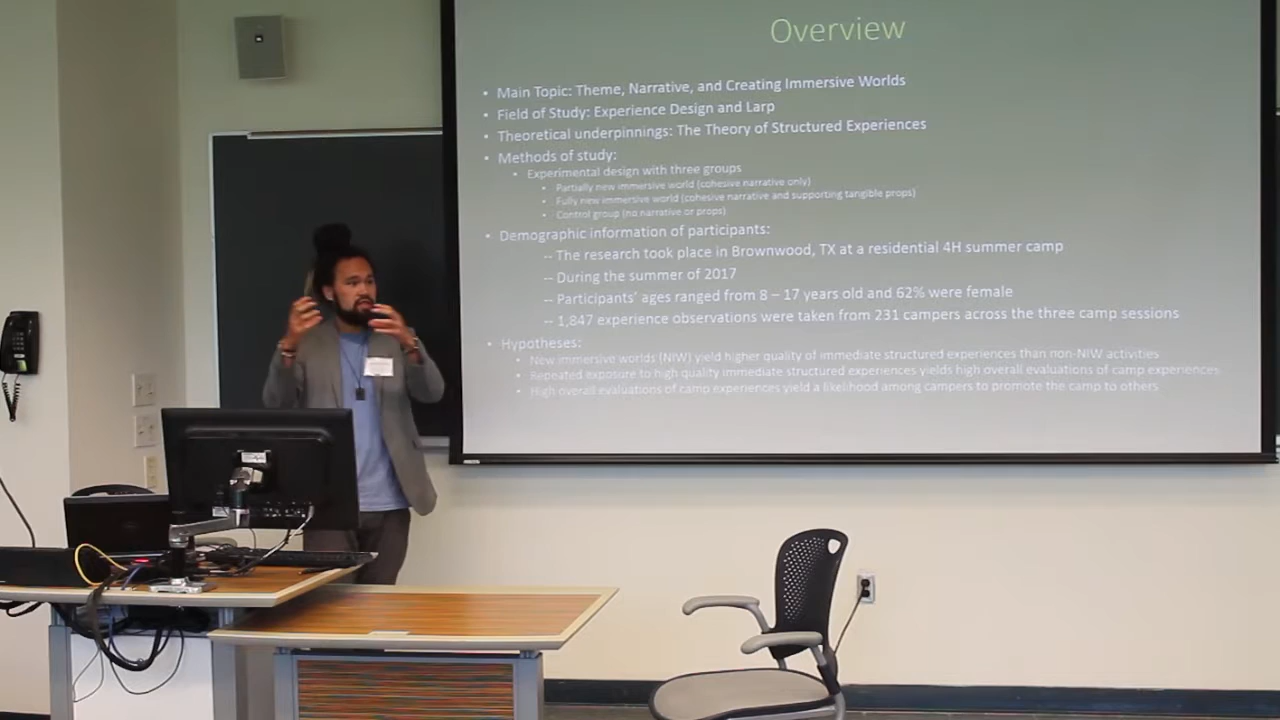 Overview
• Main Topic: Theme, Narrative, and Creating Immersive Worlds
• Field of Study: Experience Design and Larp
• Theoretical underpinnings: The Theory of Structured Experiences
• Methods of study:
• Experimental design with three groups
• Partially new immersive world (cohesive narrative only)
• Fully new immersive world (cohesive narrative and supporting tangible props)
• Control group (no narrative or props)
• Demographic information of participants:
-- The research took place in Brownwood, TX at a residential 4H summer camp
-- During the summer of 2017
-- Participants' ages ranged from 8 – 17 years old and 62% were female
-- 1,847 experience observations were taken from 231 campers across the three camp sessions
• Hypotheses:
• New immersive worlds (NIW) yield higher quality of immediate structured experiences than non-NIW activities
• Repeated exposure to high quality immediate structured experiences yields high overall evaluations of camp experiences
• High overall evaluations of camp experiences yield a likelihood among campers to promote the camp to others